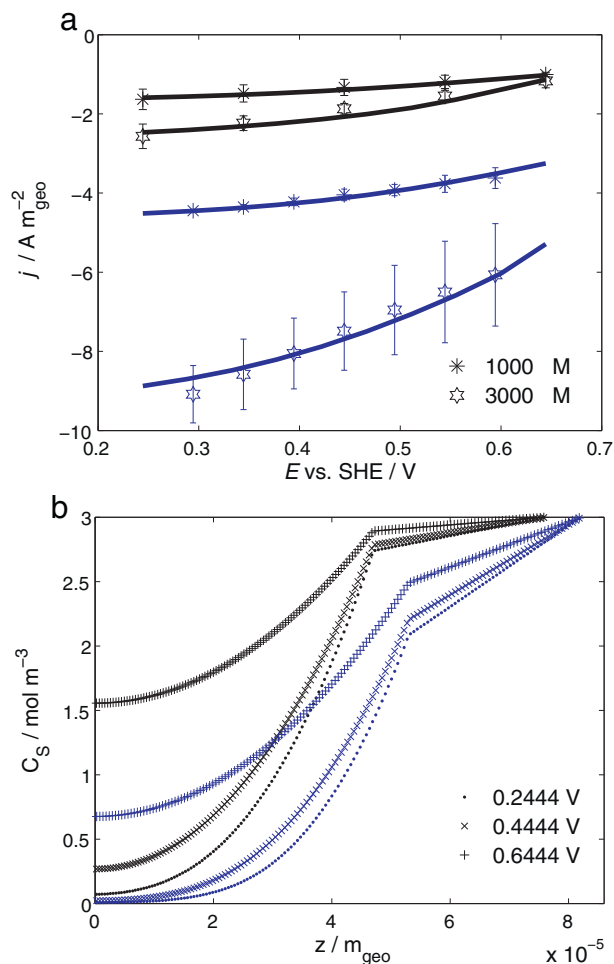 a
0
−2
−4
−6
−8
−10
j / A m⁻²geo
0.2 0.3 0.4 0.5 0.6 0.7
E vs. SHE / V
1000 M
3000 M
b
3
2.5
2
1.5
1
0.5
0
C_S / mol m⁻³
0 2 4 6 8
z / m_geo
x 10⁻⁵
0.2444 V
0.4444 V
0.6444 V